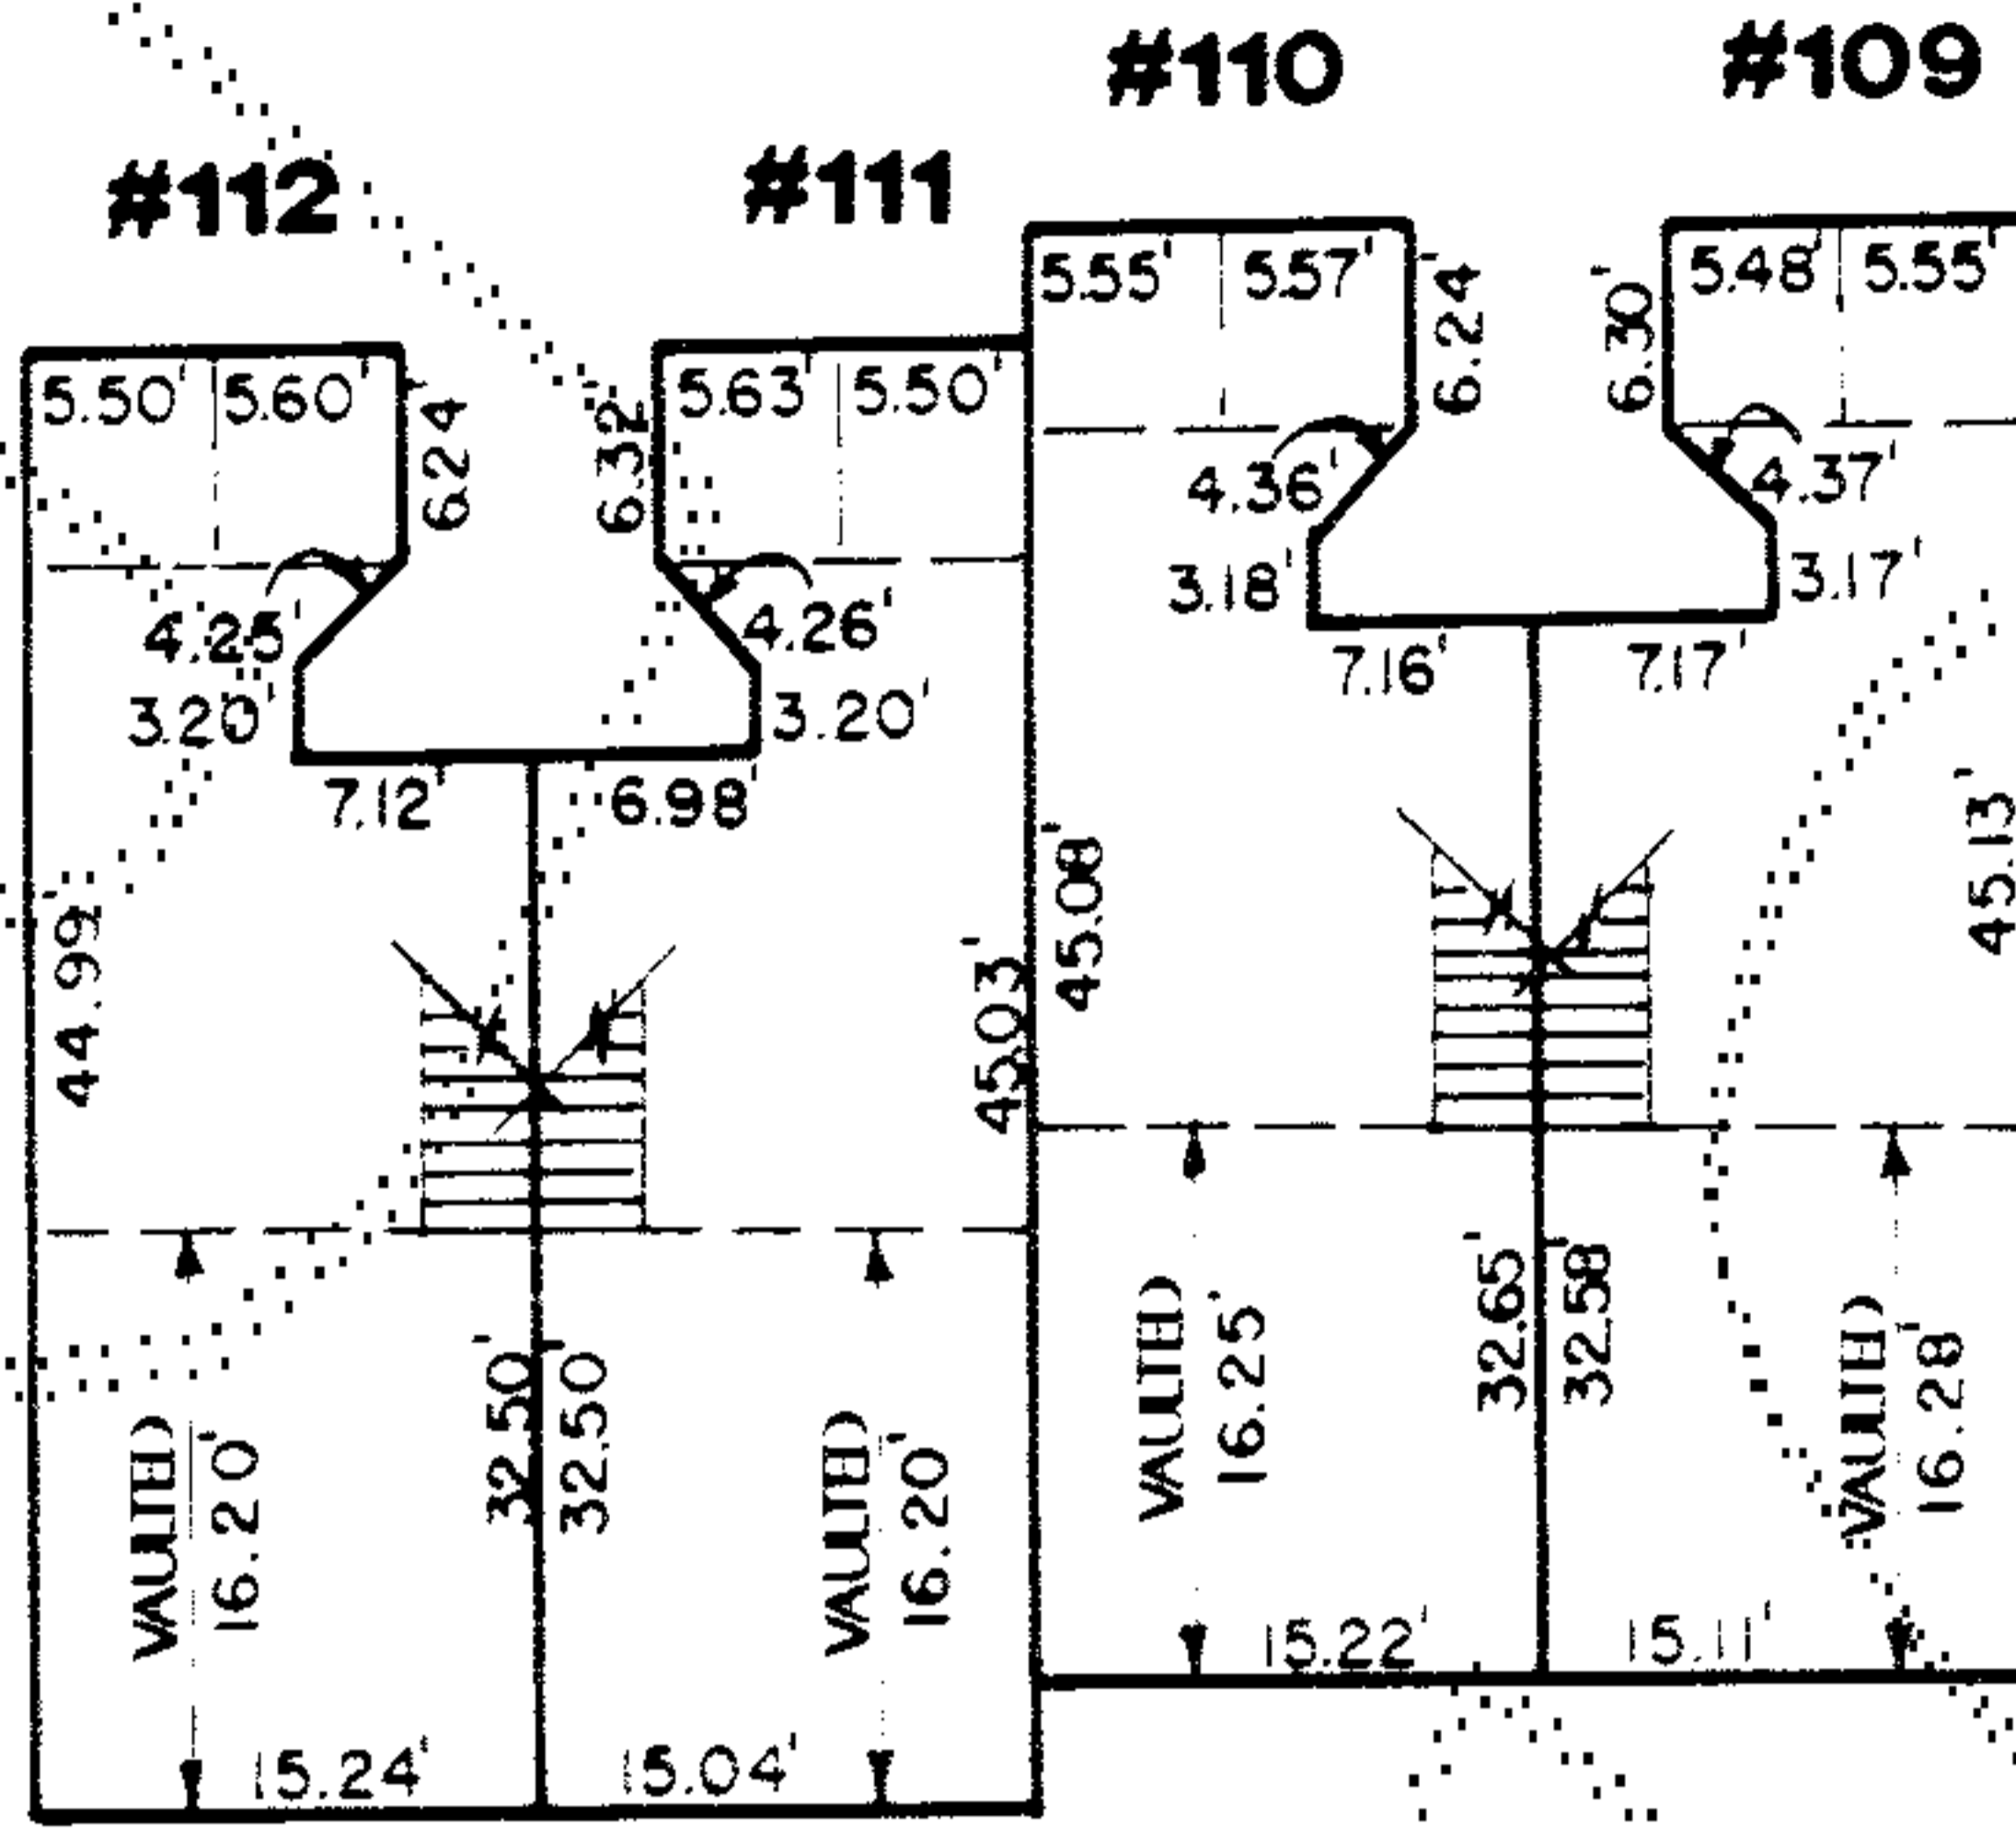 #110 #109
#112 #111
5.55' 5.57' 6.24' 6.30' 5.48' 5.55'
5.50' 5.60' 6.24' 6.32' 5.63' 5.50'
4.36' 4.37'
3.18' 3.17'
4.25' 4.26'
7.16' 7.17'
3.20' 3.20'
7.12' 6.98'
44.99' 45.03' 45.08' 45.13'
32.65' 32.58'
VAULTED 16.25' VAULTED 16.28'
32.50' 32.50'
VAULTED 16.20' VAULTED 16.20'
15.22' 15.11'
15.24' 15.04'